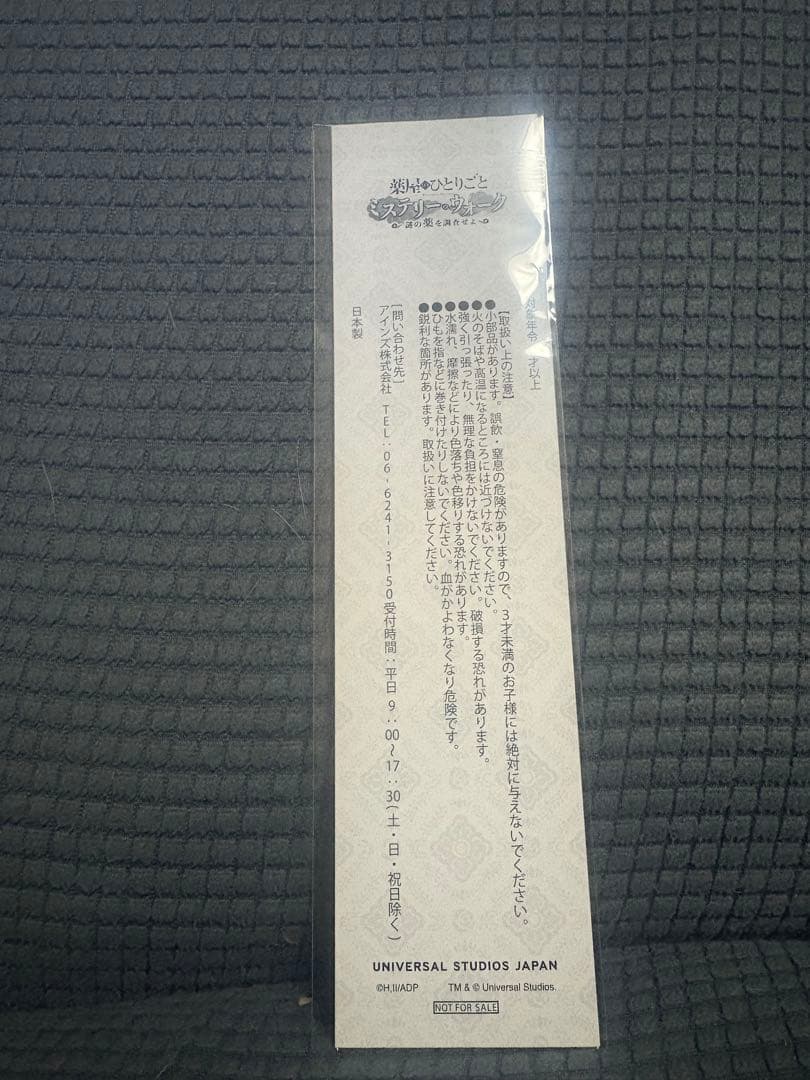 薬屋のひとりごと
ミステリー・ウォーク
～謎の薬を調査せよ～
対象年令 才以上
【取扱い上の注意】
●小部品があります。誤飲・窒息の危険がありますので、3才未満のお子様には絶対に与えないでください。
●火のそばや高温になるところには近づけないでください。
●強く引っ張ったり、無理な負担をかけないでください。破損する恐れがあります。
●水濡れ、摩擦などにより色落ちや色移りする恐れがあります。
●ひもを指などに巻き付けたりしないでください。血がかよわなくなり危険です。
●鋭利な箇所があります。取扱いに注意してください。
[問い合わせ先]
アインズ株式会社 TEL:06-6241-3150 受付時間:平日 9:00~17:30(土・日・祝日除く)
日本製
UNIVERSAL STUDIOS JAPAN
©H,II/ADP TM & © Universal Studios.
NOT FOR SALE